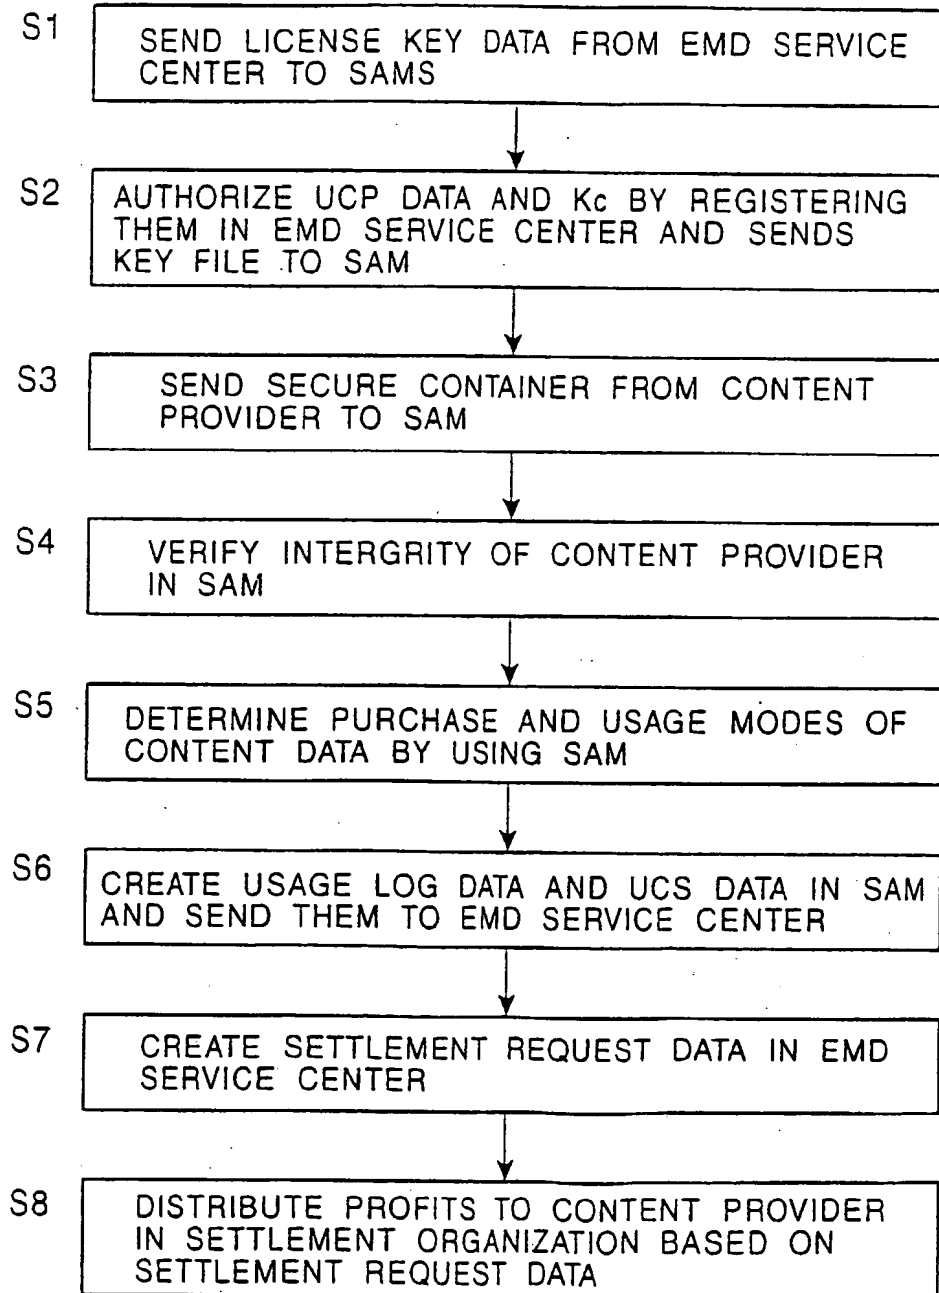 S1
SEND LICENSE KEY DATA FROM EMD SERVICE
CENTER TO SAMS
S2
AUTHORIZE UCP DATA AND Kc BY REGISTERING
THEM IN EMD SERVICE CENTER AND SENDS
KEY FILE TO SAM
S3
SEND SECURE CONTAINER FROM CONTENT
PROVIDER TO SAM
S4
VERIFY INTERGRITY OF CONTENT PROVIDER
IN SAM
S5
DETERMINE PURCHASE AND USAGE MODES OF
CONTENT DATA BY USING SAM
S6
CREATE USAGE LOG DATA AND UCS DATA IN SAM
AND SEND THEM TO EMD SERVICE CENTER
S7
CREATE SETTLEMENT REQUEST DATA IN EMD
SERVICE CENTER
S8
DISTRIBUTE PROFITS TO CONTENT PROVIDER
IN SETTLEMENT ORGANIZATION BASED ON
SETTLEMENT REQUEST DATA